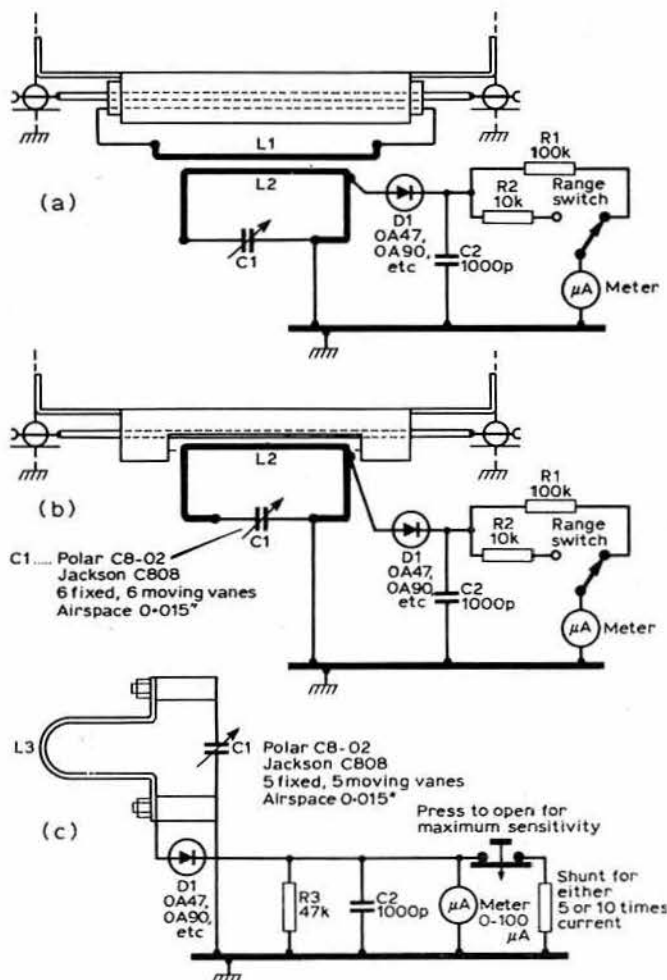 L1
R1
100k
L2
R2
10k
Range
switch
(a)
D1
OA47,
OA90,
etc
C1
C2
1000p
µA
Meter
L2
R1
100k
(b)
C1
R2
10k
Range
switch
D1
OA47,
OA90,
etc
C2
1000p
C1.... Polar C8-02
Jackson C808
6 fixed, 6 moving vanes
Airspace 0·015"
µA
Meter
L3
C1
Polar C8-02
Jackson C808
5 fixed, 5 moving vanes
Airspace 0·015"
Press to open for
maximum sensitivity
(c)
D1
OA47,
OA90,
etc
R3
47k
C2
1000p
µA
Meter
0-100
µA
Shunt for
either
5 or 10 times
current